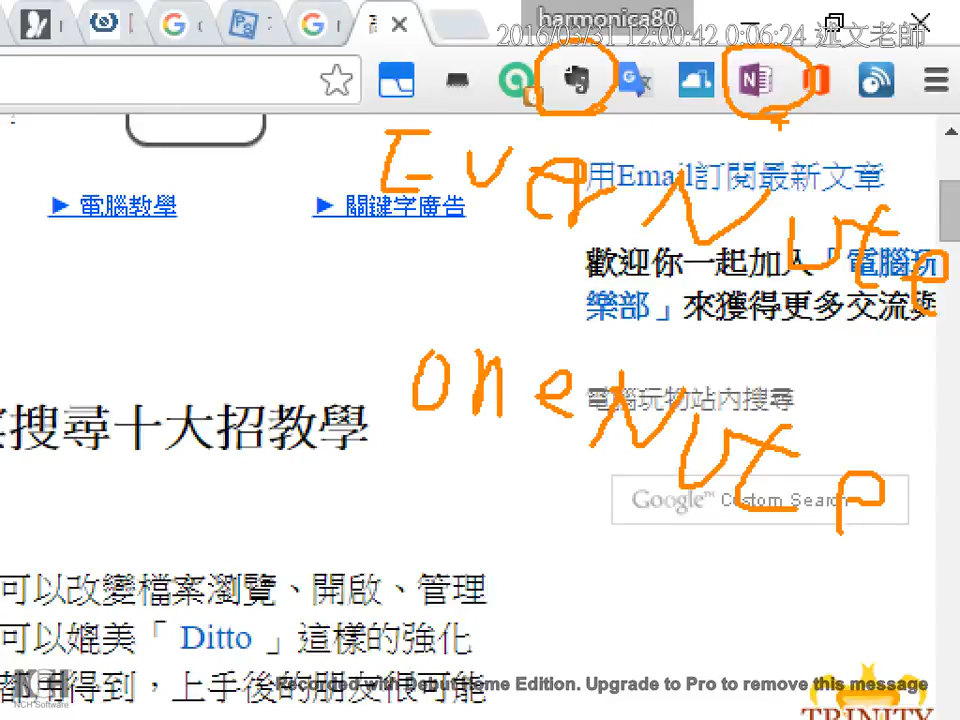 harmonica80
2016/03/31 12:00:42 0:06:24 远文老師
EverNote
▶ 電腦教學
▶ 關鍵字廣告
用Email訂閱最新文章
歡迎你一起加入「電腦玩
樂部」來獲得更多交流與
oneNote
電腦玩物站內搜尋
搜尋十大招教學
Google™ Custom Search
可以改變檔案瀏覽、開啟、管理
可以媲美「 Ditto 」這樣的強化
都用得到，上手後的朋友很可能
NCH Software
Recorded with Debut Home Edition. Upgrade to Pro to remove this message
TRINITY